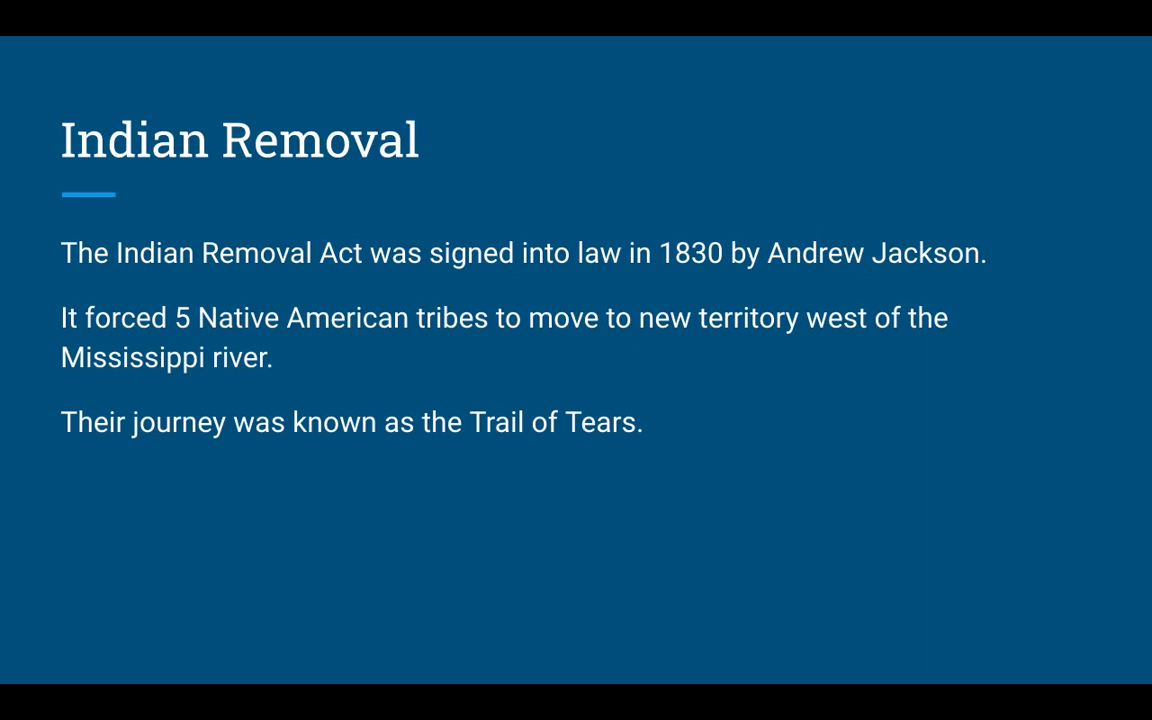 Indian Removal
The Indian Removal Act was signed into law in 1830 by Andrew Jackson.
It forced 5 Native American tribes to move to new territory west of the
Mississippi river.
Their journey was known as the Trail of Tears.